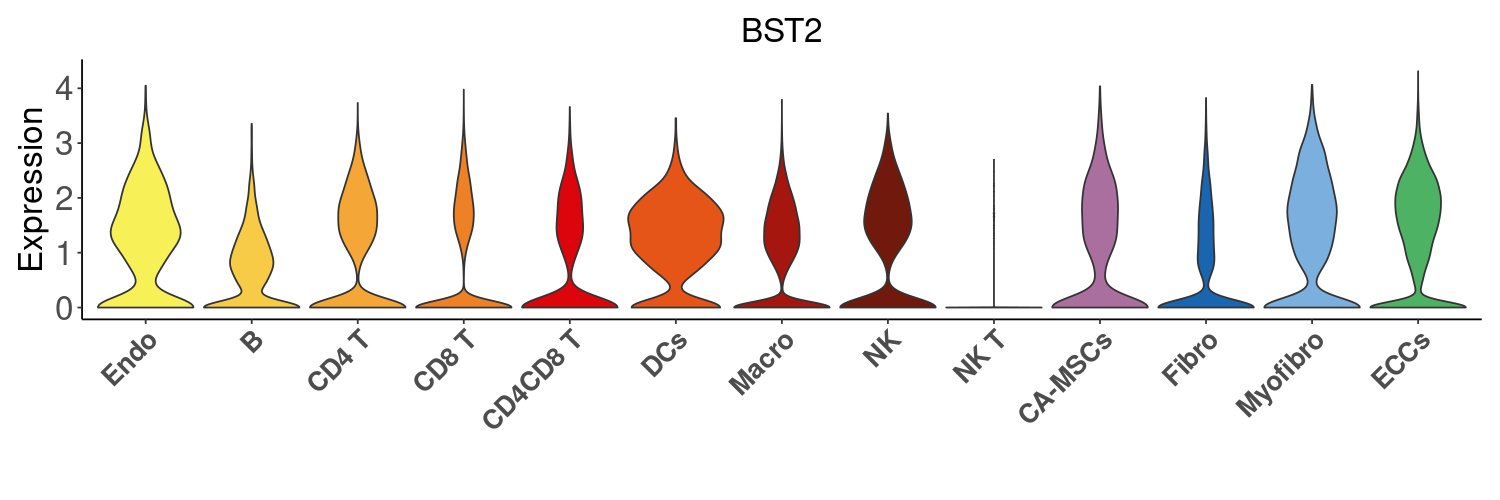 BST2
Expression
4
3
2
1
0
Endo
B
CD4 T
CD8 T
CD4CD8 T
DCs
Macro
NK
NK T
CA-MSCs
Fibro
Myofibro
ECCs